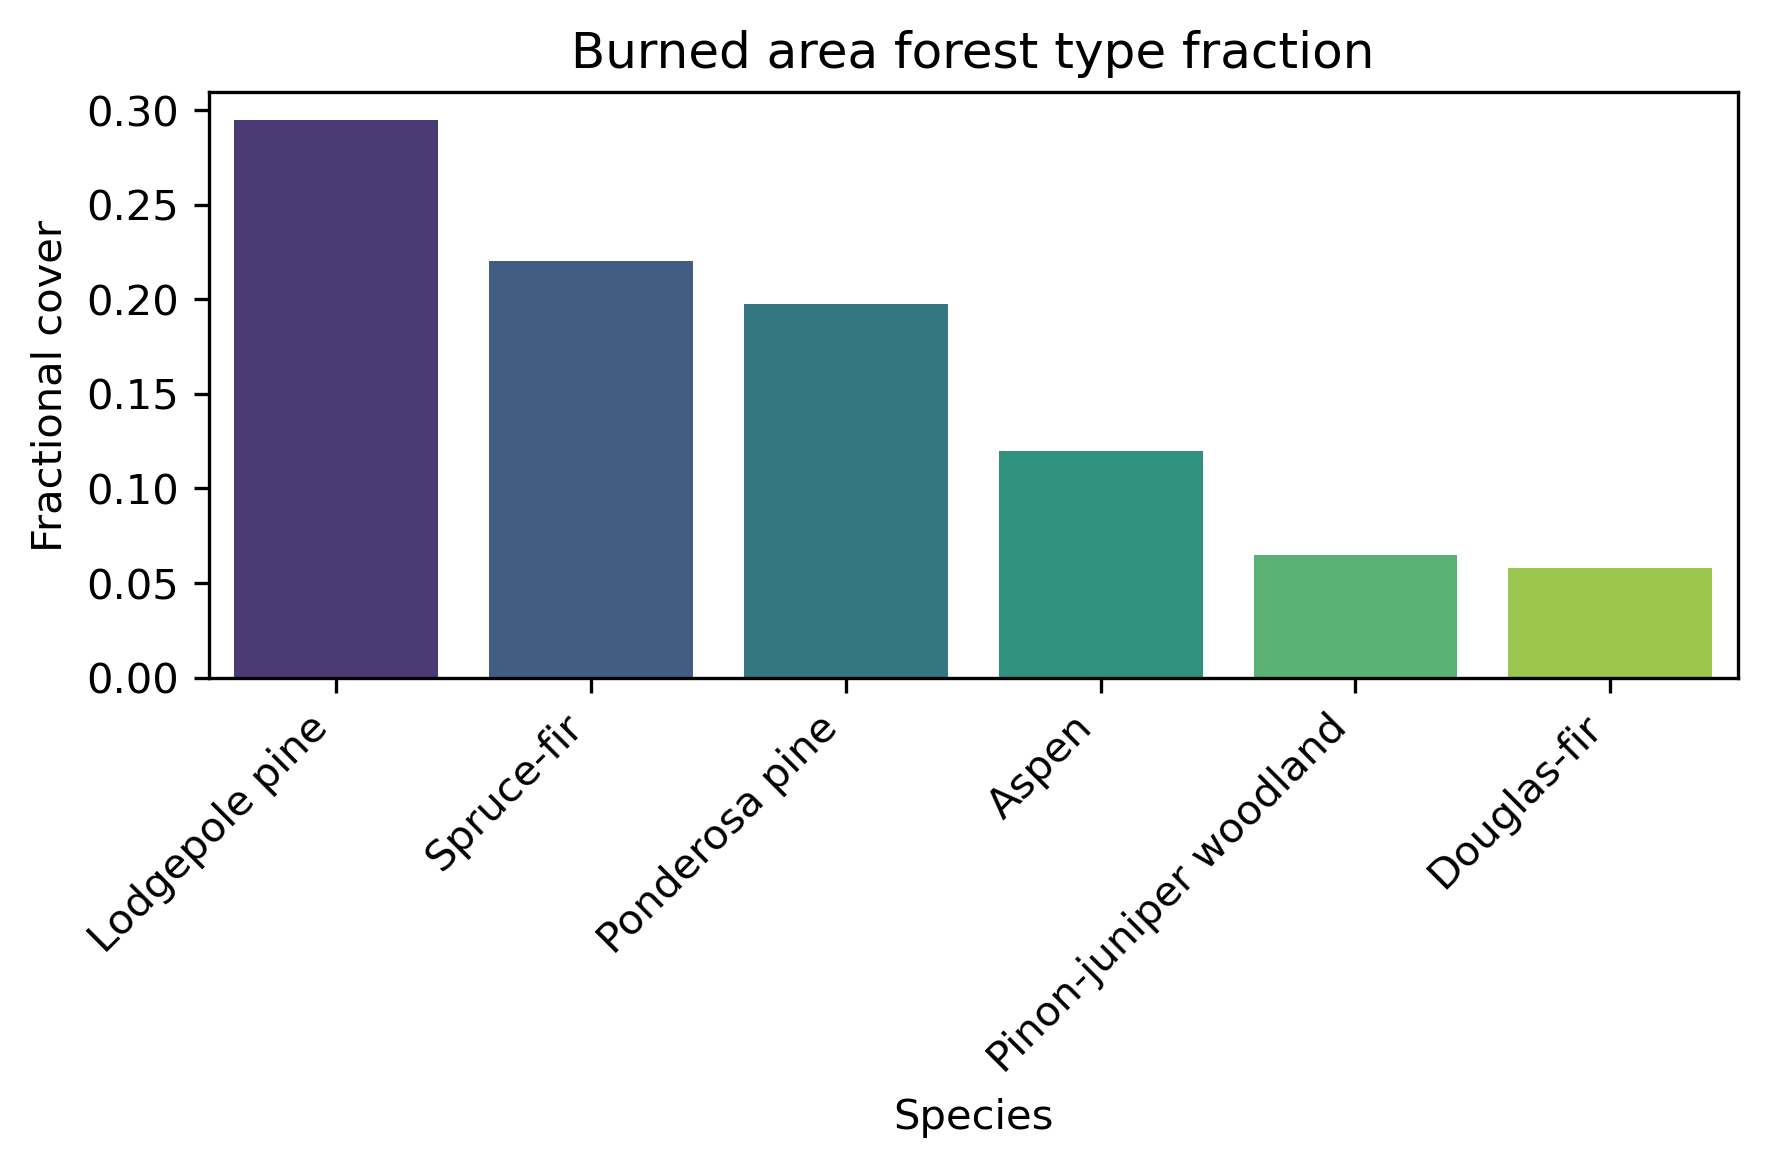 Burned area forest type fraction
Fractional cover
0.30
0.25
0.20
0.15
0.10
0.05
0.00
Lodgepole pine
Spruce-fir
Ponderosa pine
Aspen
Pinon-juniper woodland
Douglas-fir
Species